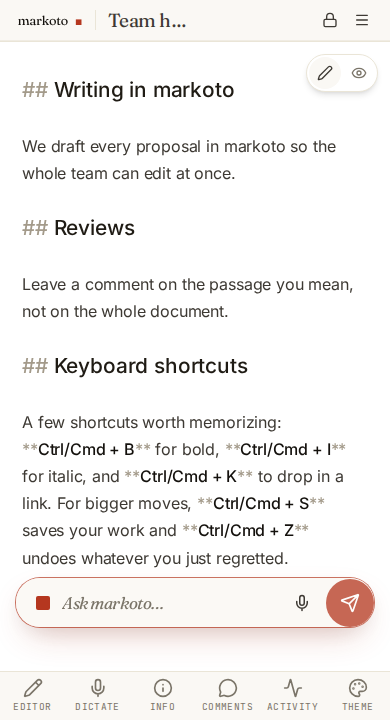 markoto
Team h...
## Writing in markoto
We draft every proposal in markoto so the
whole team can edit at once.
## Reviews
Leave a comment on the passage you mean,
not on the whole document.
## Keyboard shortcuts
A few shortcuts worth memorizing:
**Ctrl/Cmd + B** for bold, **Ctrl/Cmd + I**
for italic, and **Ctrl/Cmd + K** to drop in a
link. For bigger moves, **Ctrl/Cmd + S**
saves your work and **Ctrl/Cmd + Z**
undoes whatever you just regretted.
Ask markoto...
EDITOR DICTATE INFO COMMENTS ACTIVITY THEME